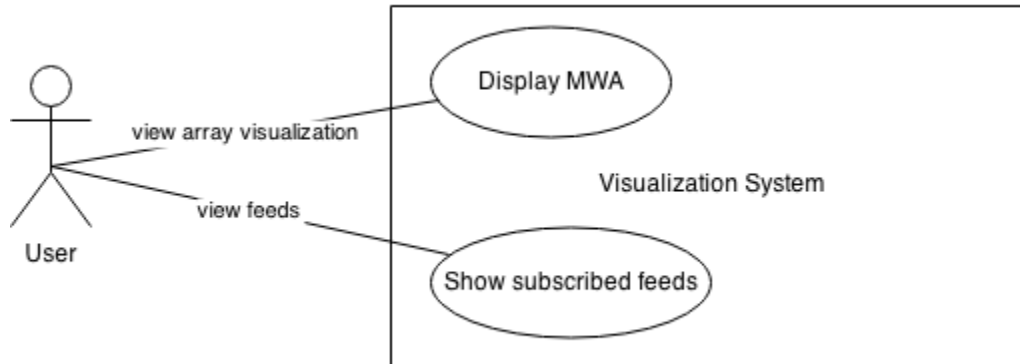 Display MWA
view array visualization
Visualization System
view feeds
User
Show subscribed feeds